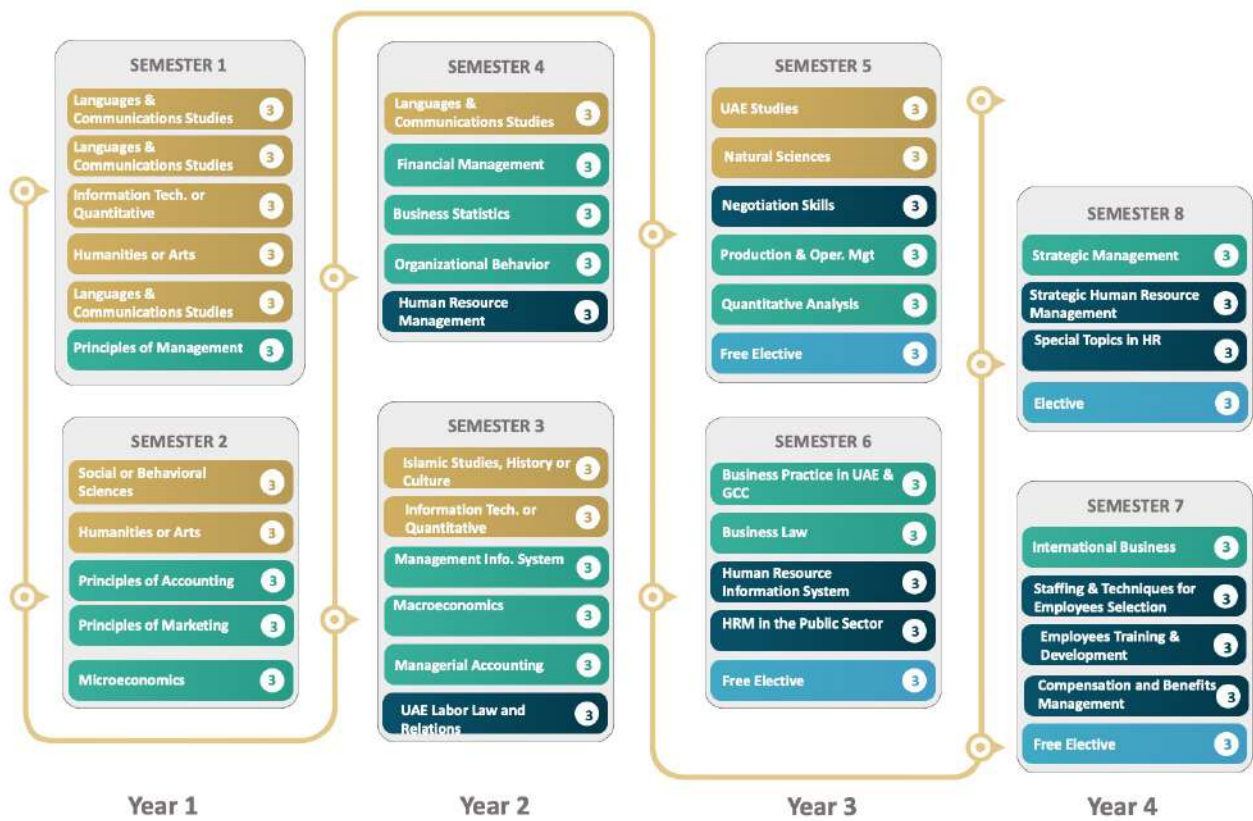 SEMESTER 1
Languages &
Communications Studies
3
Languages &
Communications Studies
3
Information Tech. or
Quantitative
3
Humanities or Arts
3
Languages &
Communications Studies
3
Principles of Management
3
SEMESTER 2
Social or Behavioral
Sciences
3
Humanities or Arts
3
Principles of Accounting
3
Principles of Marketing
3
Microeconomics
3
SEMESTER 4
Languages &
Communications Studies
3
Financial Management
3
Business Statistics
3
Organizational Behavior
3
Human Resource
Management
3
SEMESTER 3
Islamic Studies, History or
Culture
3
Information Tech. or
Quantitative
3
Management Info. System
3
Macroeconomics
3
Managerial Accounting
3
UAE Labor Law and
Relations
3
SEMESTER 5
UAE Studies
3
Natural Sciences
3
Negotiation Skills
3
Production & Oper. Mgt
3
Quantitative Analysis
3
Free Elective
3
SEMESTER 6
Business Practice in UAE &
GCC
3
Business Law
3
Human Resource
Information System
3
HRM in the Public Sector
3
Free Elective
3
SEMESTER 8
Strategic Management
3
Strategic Human Resource
Management
3
Special Topics in HR
3
Elective
3
SEMESTER 7
International Business
3
Staffing & Techniques for
Employees Selection
3
Employees Training &
Development
3
Compensation and Benefits
Management
3
Free Elective
3
Year 1
Year 2
Year 3
Year 4